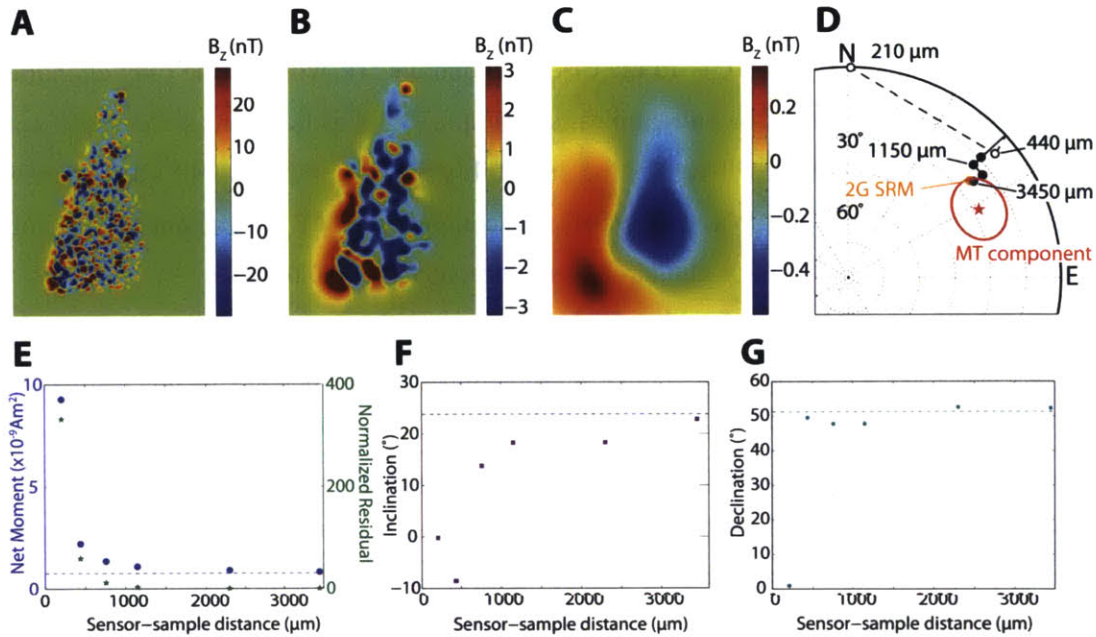 A
B
C
D
B_z (nT)
20
10
0
−10
−20
B_z (nT)
3
2
1
0
−1
−2
−3
B_z (nT)
0.2
0
−0.2
−0.4
N
210 μm
30°
1150 μm
440 μm
2G SRM
3450 μm
60°
MT component
E
E
Net Moment (x10⁻⁹Am²)
10
5
0
400
200
0
Normalized Residual
0
1000
2000
3000
Sensor–sample distance (μm)
F
Inclination (°)
30
20
10
0
−10
0
1000
2000
3000
Sensor–sample distance (μm)
G
Declination (°)
60
50
40
30
20
10
0
0
1000
2000
3000
Sensor–sample distance (μm)